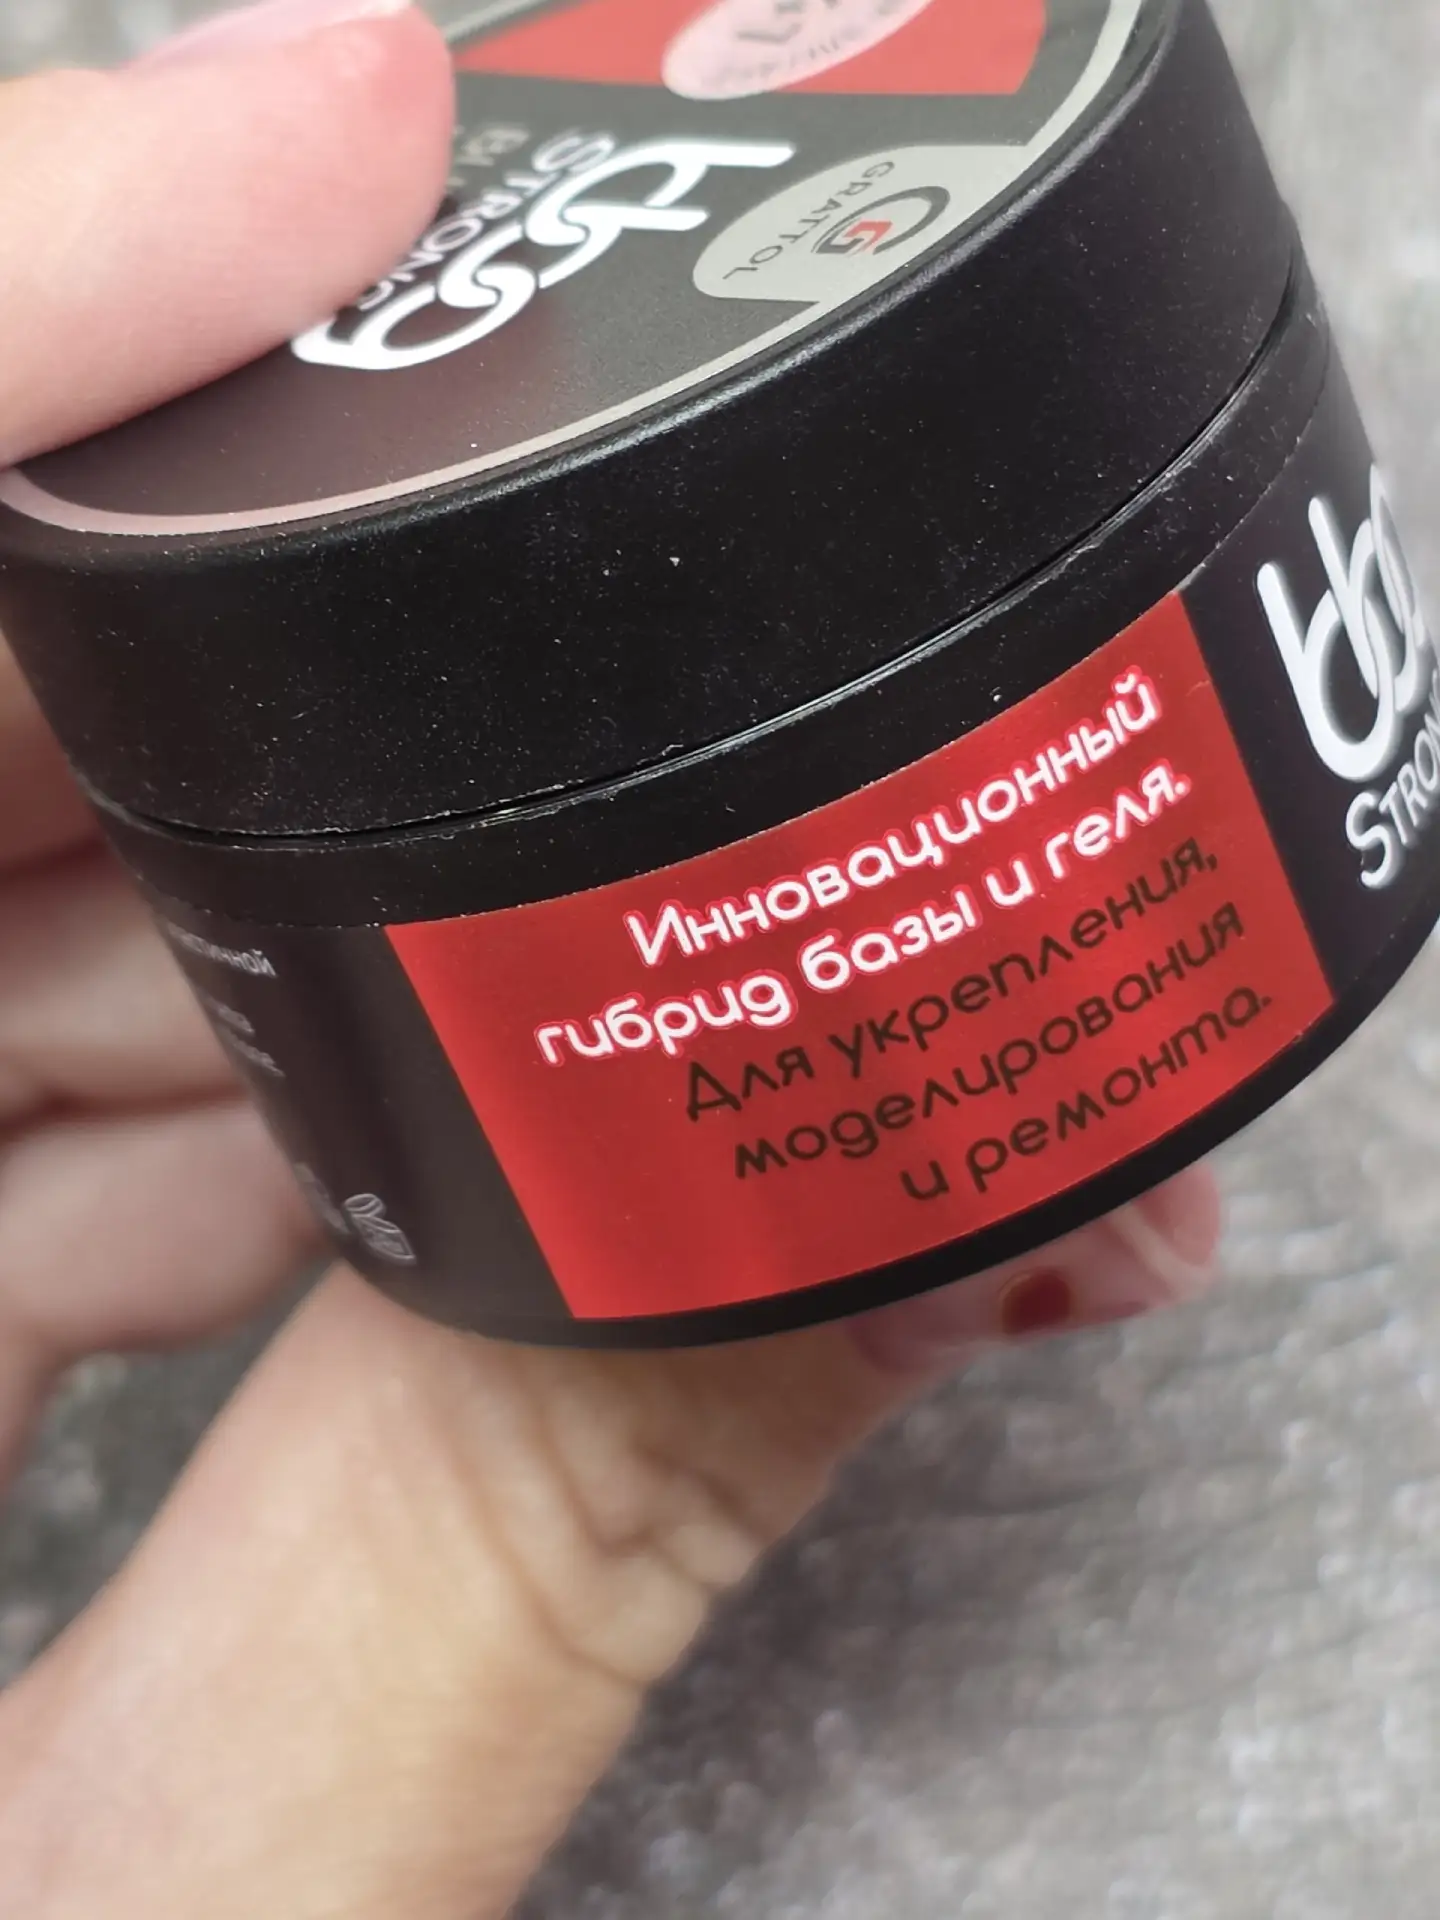 GRATTOL
STRONG
Инновационный
гибрид базы и геля.
Для укрепления,
моделирования
и ремонта.